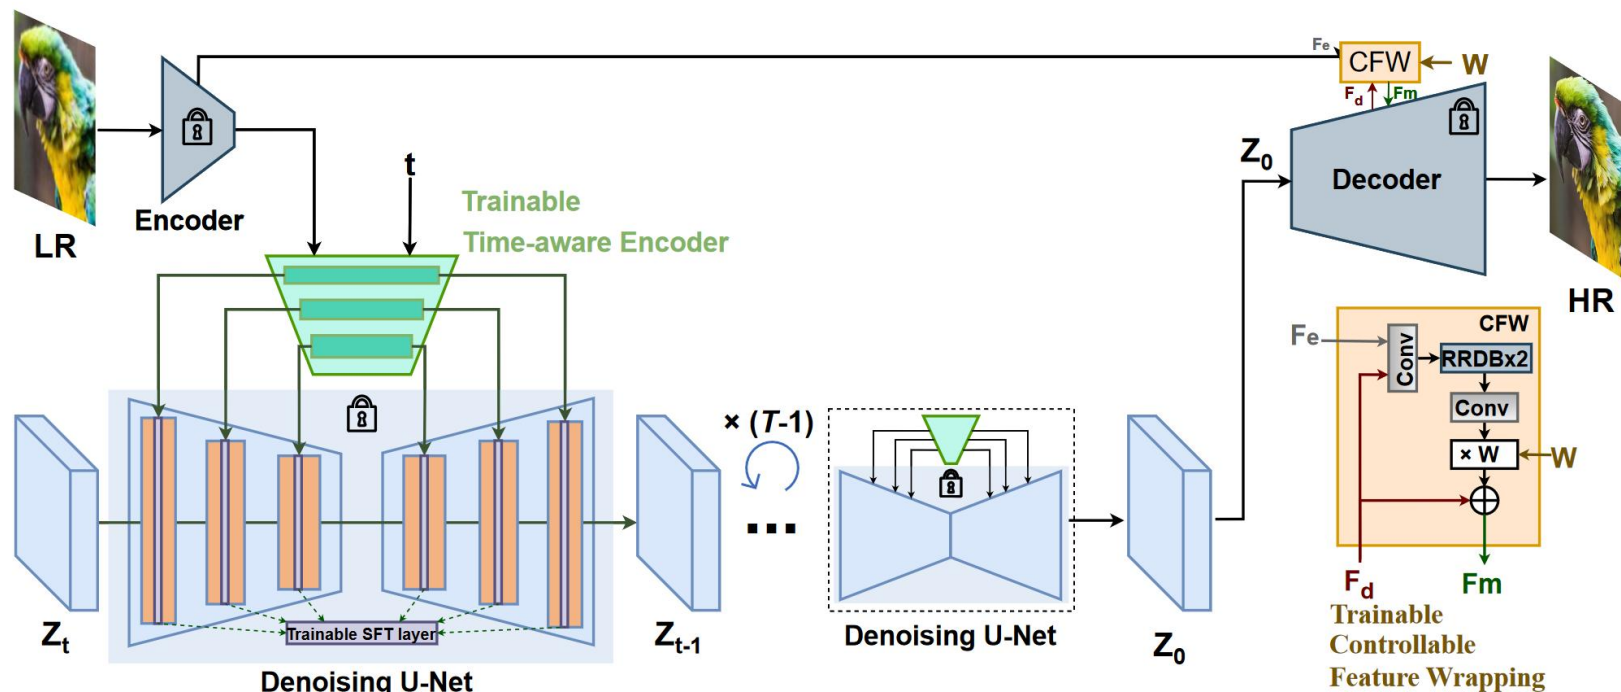 LR
Encoder
t
Trainable
Time-aware Encoder
Fe
CFW
W
Fd
Fm
Z0
Decoder
HR
Zt
Trainable SFT layer
Denoising U-Net
Zt-1
× (T-1)
...
Denoising U-Net
Z0
CFW
Fe
Conv
RRDBx2
Conv
× W
W
Fd
Fm
Trainable
Controllable
Feature Wrapping